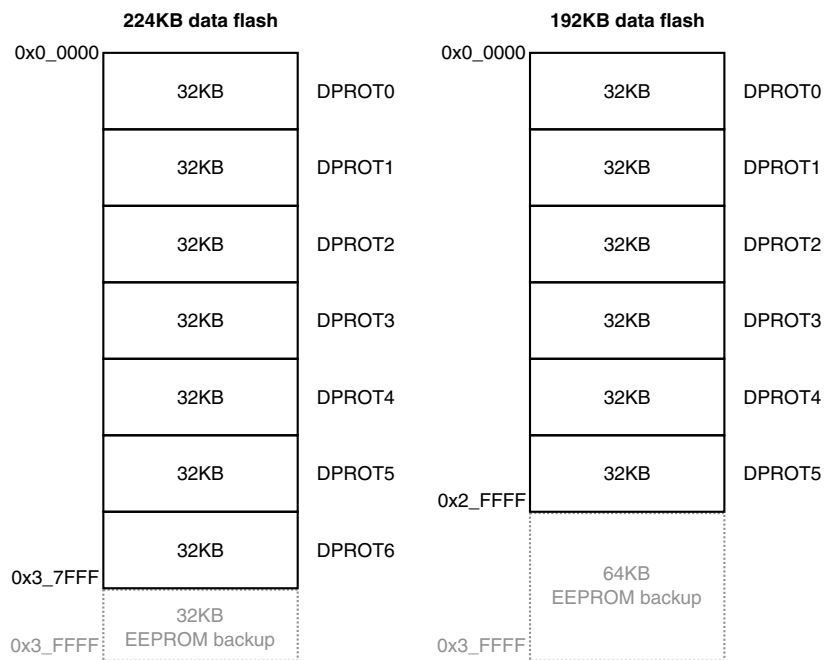 224KB data flash
0x0_0000
32KB
DPROT0
32KB
DPROT1
32KB
DPROT2
32KB
DPROT3
32KB
DPROT4
32KB
DPROT5
32KB
DPROT6
0x3_7FFF
32KB
EEPROM backup
0x3_FFFF
192KB data flash
0x0_0000
32KB
DPROT0
32KB
DPROT1
32KB
DPROT2
32KB
DPROT3
32KB
DPROT4
32KB
DPROT5
0x2_FFFF
64KB
EEPROM backup
0x3_FFFF